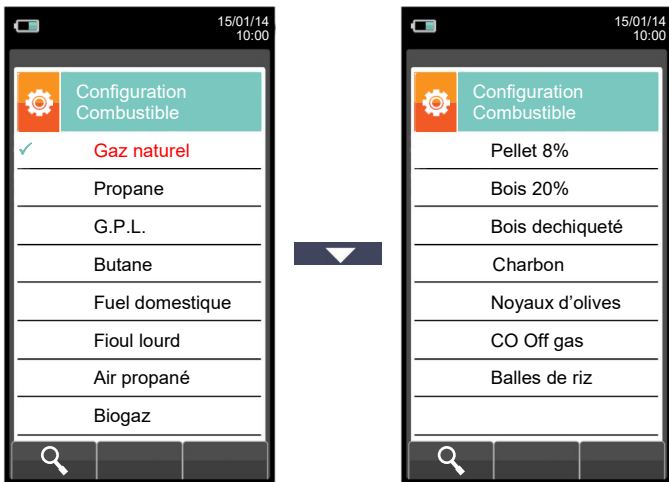 15/01/14
10:00
Configuration
Combustible
Gaz naturel
Propane
G.P.L.
Butane
Fuel domestique
Fioul lourd
Air propané
Biogaz
15/01/14
10:00
Configuration
Combustible
Pellet 8%
Bois 20%
Bois dechiqueté
Charbon
Noyaux d'olives
CO Off gas
Balles de riz